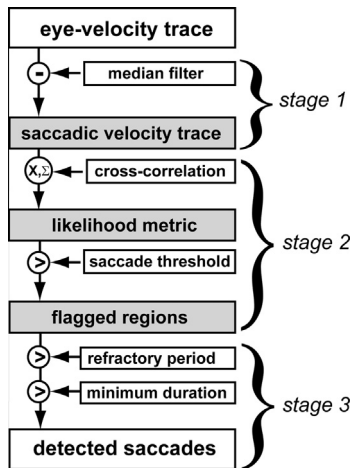 eye-velocity trace
-
median filter
stage 1
saccadic velocity trace
X,Σ
cross-correlation
likelihood metric
stage 2
>
saccade threshold
flagged regions
>
refractory period
>
minimum duration
stage 3
detected saccades